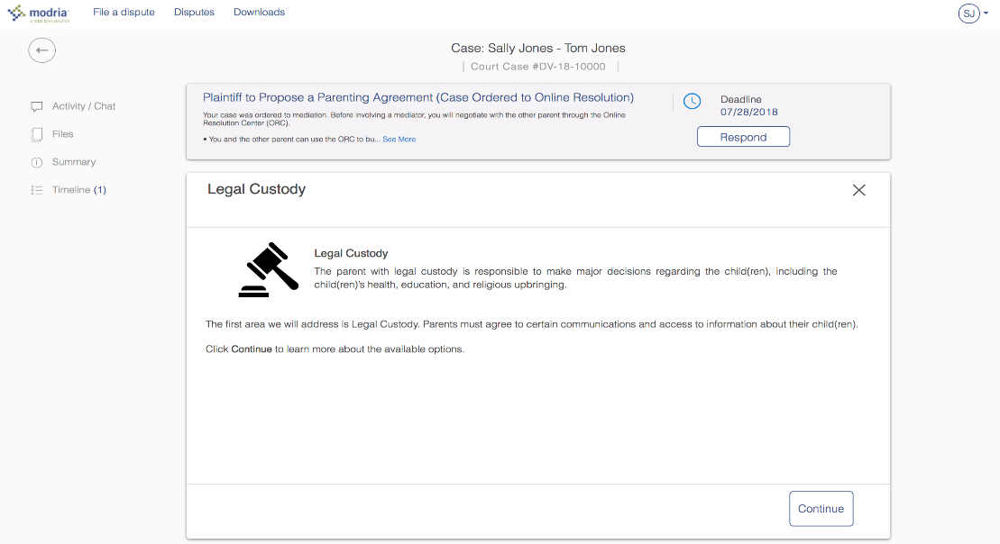 modria
File a dispute Disputes Downloads
SJ
Case: Sally Jones - Tom Jones
| Court Case #DV-18-10000 |
Activity / Chat
Files
Summary
Timeline (1)
Plaintiff to Propose a Parenting Agreement (Case Ordered to Online Resolution)
Your case was ordered to mediation. Before involving a mediator, you will negotiate with the other parent through the Online
Resolution Center (ORC).
• You and the other parent can use the ORC to bu... See More
Deadline
07/28/2018
Respond
Legal Custody
Legal Custody
The parent with legal custody is responsible to make major decisions regarding the child(ren), including the
child(ren)'s health, education, and religious upbringing.
The first area we will address is Legal Custody. Parents must agree to certain communications and access to information about their child(ren).
Click Continue to learn more about the available options.
Continue